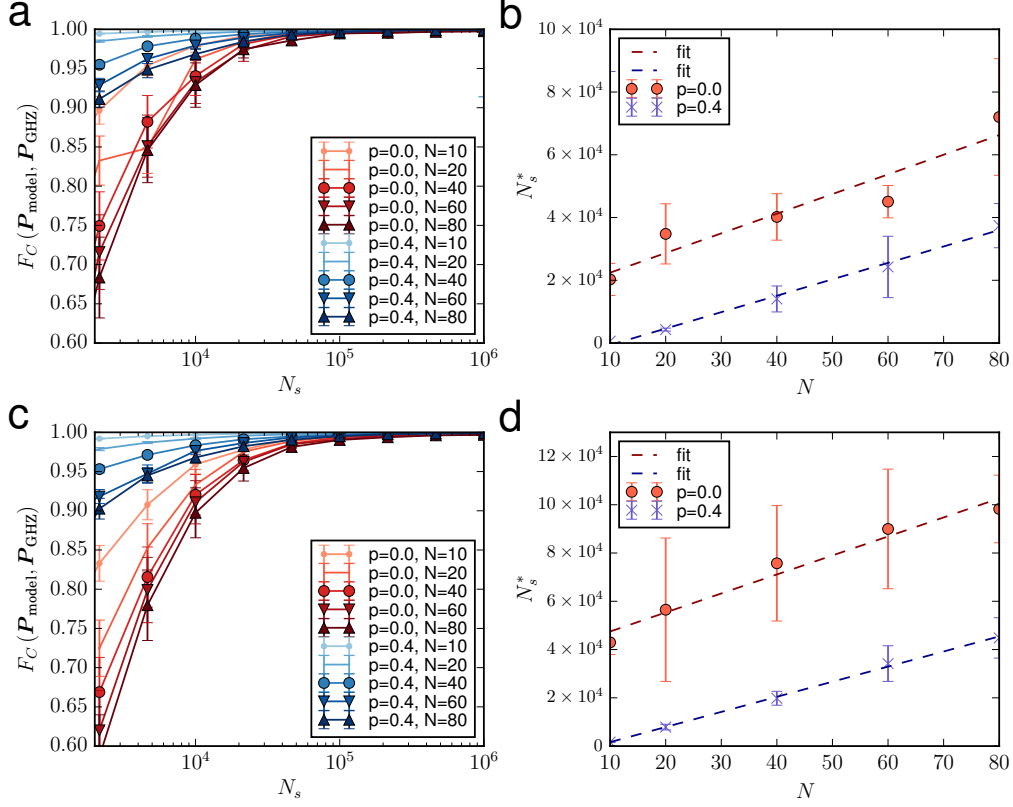 a
1.00
0.95
0.90
0.85
0.80
0.75
0.70
0.65
0.60
F_C (P_model, P_GHZ)
p=0.0, N=10
p=0.0, N=20
p=0.0, N=40
p=0.0, N=60
p=0.0, N=80
p=0.4, N=10
p=0.4, N=20
p=0.4, N=40
p=0.4, N=60
p=0.4, N=80
10^4
10^5
10^6
N_s
b
10 × 10^4
8 × 10^4
6 × 10^4
4 × 10^4
2 × 10^4
0
N_s^*
fit
fit
p=0.0
p=0.4
10
20
30
40
50
60
70
80
N
c
1.00
0.95
0.90
0.85
0.80
0.75
0.70
0.65
0.60
F_C (P_model, P_GHZ)
p=0.0, N=10
p=0.0, N=20
p=0.0, N=40
p=0.0, N=60
p=0.0, N=80
p=0.4, N=10
p=0.4, N=20
p=0.4, N=40
p=0.4, N=60
p=0.4, N=80
10^4
10^5
10^6
N_s
d
12 × 10^4
10 × 10^4
8 × 10^4
6 × 10^4
4 × 10^4
2 × 10^4
0
N_s^*
fit
fit
p=0.0
p=0.4
10
20
30
40
50
60
70
80
N